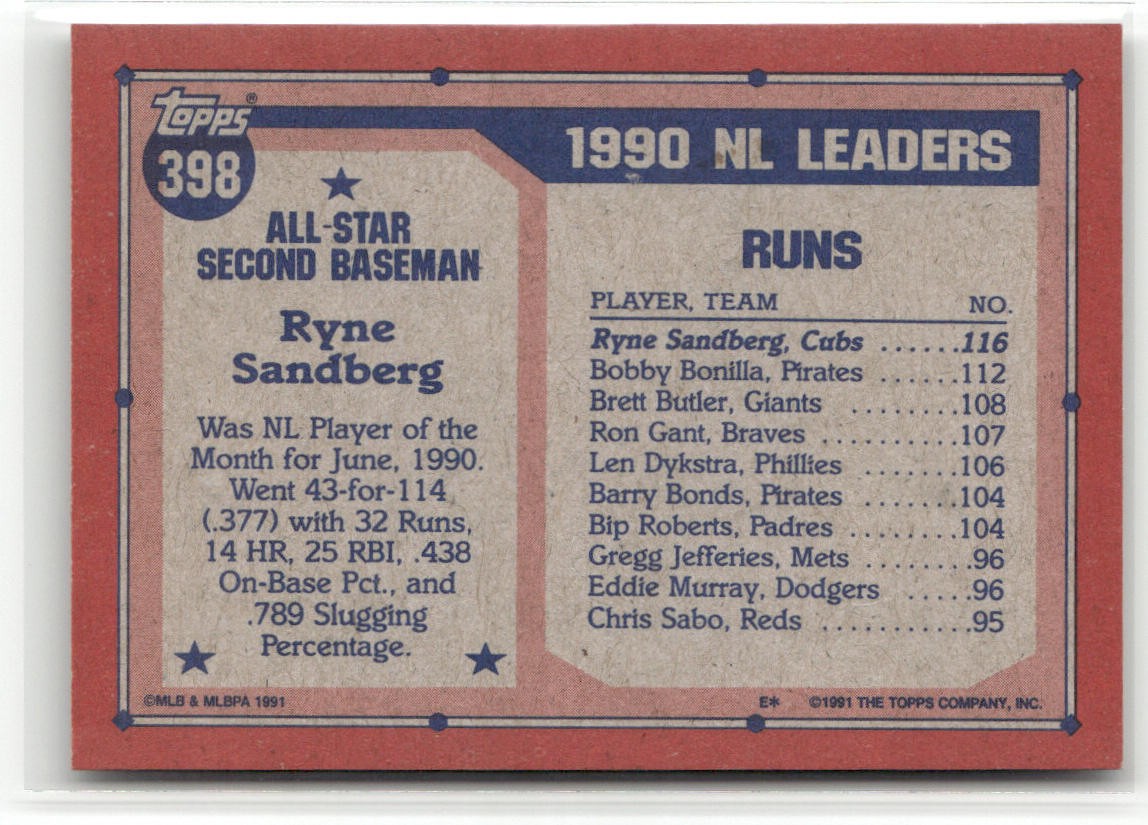 topps®
398
ALL-STAR
SECOND BASEMAN
Ryne
Sandberg
Was NL Player of the
Month for June, 1990.
Went 43-for-114
(.377) with 32 Runs,
14 HR, 25 RBI, .438
On-Base Pct., and
.789 Slugging
Percentage.
1990 NL LEADERS
RUNS
PLAYER, TEAM NO.
Ryne Sandberg, Cubs ......116
Bobby Bonilla, Pirates ......112
Brett Butler, Giants ........108
Ron Gant, Braves ..........107
Len Dykstra, Phillies .......106
Barry Bonds, Pirates .......104
Bip Roberts, Padres ........104
Gregg Jefferies, Mets ........96
Eddie Murray, Dodgers .....96
Chris Sabo, Reds ...........95
©MLB & MLBPA 1991
E* ©1991 THE TOPPS COMPANY, INC.